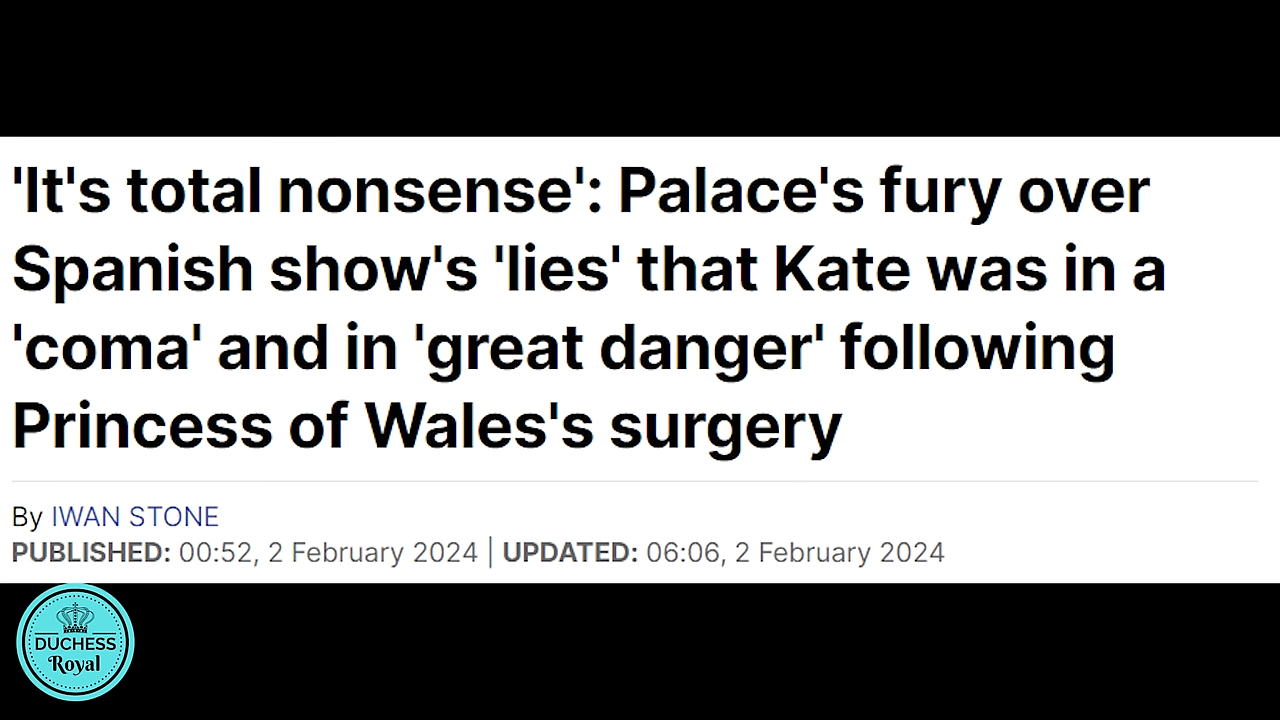 'It's total nonsense': Palace's fury over
Spanish show's 'lies' that Kate was in a
'coma' and in 'great danger' following
Princess of Wales's surgery
By IWAN STONE
PUBLISHED: 00:52, 2 February 2024 | UPDATED: 06:06, 2 February 2024
DUCHESS
Royal